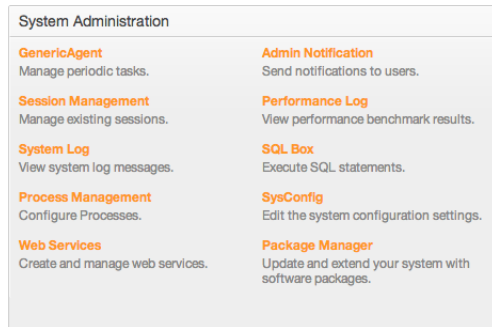 System Administration
GenericAgent
Manage periodic tasks.
Admin Notification
Send notifications to users.
Session Management
Manage existing sessions.
Performance Log
View performance benchmark results.
System Log
View system log messages.
SQL Box
Execute SQL statements.
Process Management
Configure Processes.
SysConfig
Edit the system configuration settings.
Web Services
Create and manage web services.
Package Manager
Update and extend your system with
software packages.